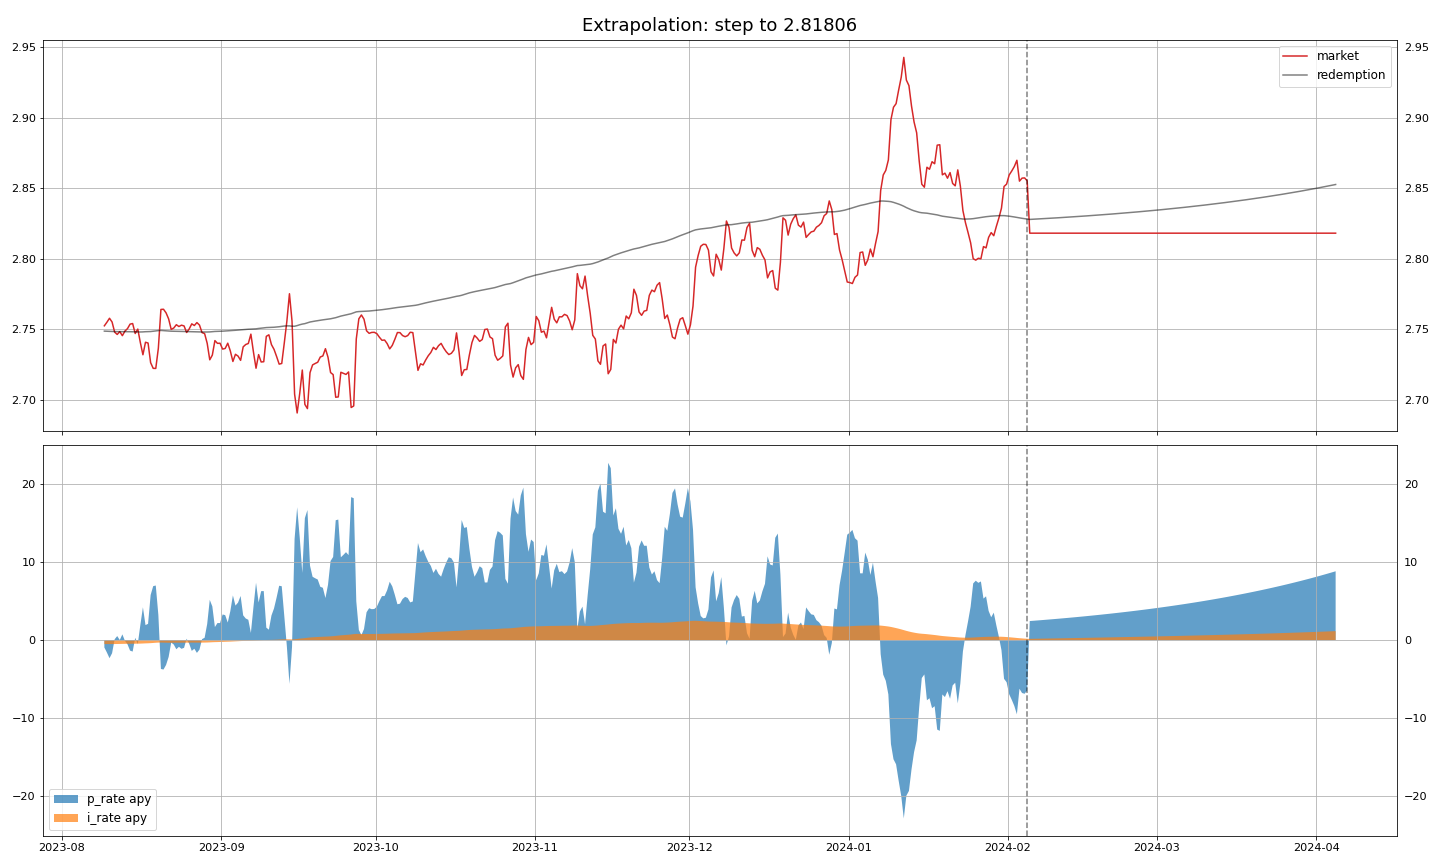 Extrapolation: step to 2.81806
2.95 2.95
market
redemption
2.90 2.90
2.85 2.85
2.80 2.80
2.75 2.75
2.70 2.70
20 20
10 10
0 0
−10 −10
−20 −20
p_rate apy
i_rate apy
2023-08 2023-09 2023-10 2023-11 2023-12 2024-01 2024-02 2024-03 2024-04